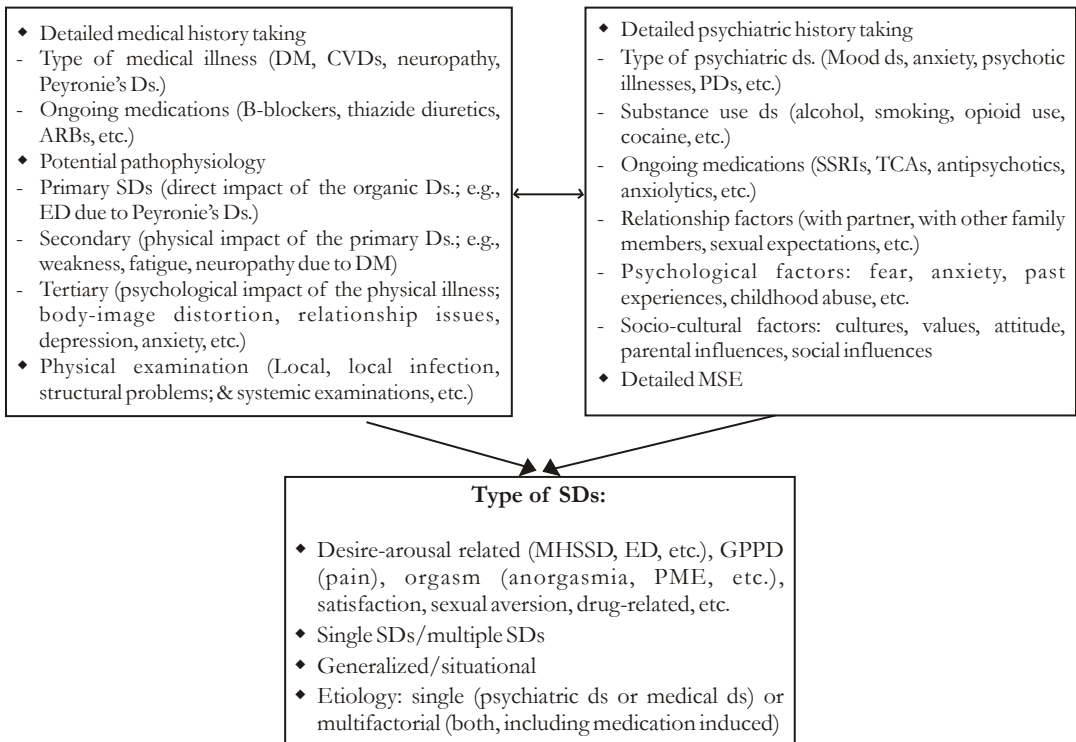 ◆ Detailed medical history taking
- Type of medical illness (DM, CVDs, neuropathy,
Peyronie's Ds.)
- Ongoing medications (B-blockers, thiazide diuretics,
ARBs, etc.)
◆ Potential pathophysiology
- Primary SDs (direct impact of the organic Ds.; e.g.,
ED due to Peyronie's Ds.)
- Secondary (physical impact of the primary Ds.; e.g.,
weakness, fatigue, neuropathy due to DM)
- Tertiary (psychological impact of the physical illness;
body-image distortion, relationship issues,
depression, anxiety, etc.)
◆ Physical examination (Local, local infection,
structural problems; & systemic examinations, etc.)
◆ Detailed psychiatric history taking
- Type of psychiatric ds. (Mood ds, anxiety, psychotic
illnesses, PDs, etc.)
- Substance use ds (alcohol, smoking, opioid use,
cocaine, etc.)
- Ongoing medications (SSRIs, TCAs, antipsychotics,
anxiolytics, etc.)
- Relationship factors (with partner, with other family
members, sexual expectations, etc.)
- Psychological factors: fear, anxiety, past
experiences, childhood abuse, etc.
- Socio-cultural factors: cultures, values, attitude,
parental influences, social influences
◆ Detailed MSE
Type of SDs:
◆ Desire-arousal related (MHSSD, ED, etc.), GPPD
(pain), orgasm (anorgasmia, PME, etc.),
satisfaction, sexual aversion, drug-related, etc.
◆ Single SDs/multiple SDs
◆ Generalized/situational
◆ Etiology: single (psychiatric ds or medical ds) or
multifactorial (both, including medication induced)